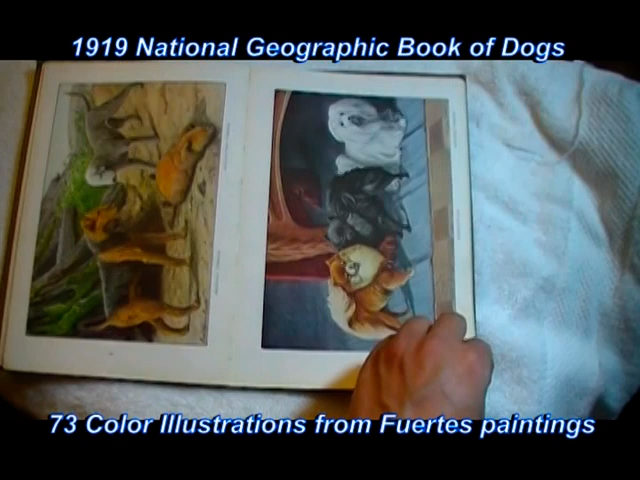 1919 National Geographic Book of Dogs
73 Color Illustrations from Fuertes paintings